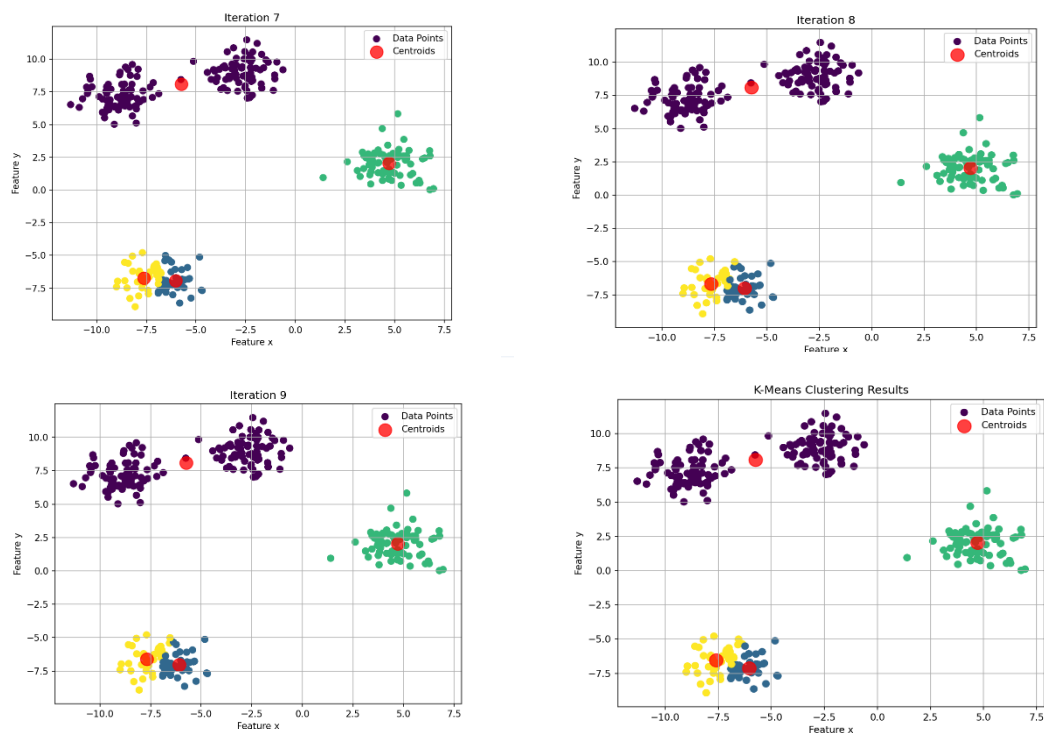 Iteration 7
Data Points
Centroids
10.0
7.5
5.0
2.5
0.0
−2.5
−5.0
−7.5
Feature y
−10.0 −7.5 −5.0 −2.5 0.0 2.5 5.0 7.5
Feature x
Iteration 8
Data Points
Centroids
10.0
7.5
5.0
2.5
0.0
−2.5
−5.0
−7.5
Feature y
−10.0 −7.5 −5.0 −2.5 0.0 2.5 5.0 7.5
Feature x
Iteration 9
Data Points
Centroids
10.0
7.5
5.0
2.5
0.0
−2.5
−5.0
−7.5
Feature y
−10.0 −7.5 −5.0 −2.5 0.0 2.5 5.0 7.5
Feature x
K-Means Clustering Results
Data Points
Centroids
10.0
7.5
5.0
2.5
0.0
−2.5
−5.0
−7.5
Feature y
−10.0 −7.5 −5.0 −2.5 0.0 2.5 5.0 7.5
Feature x